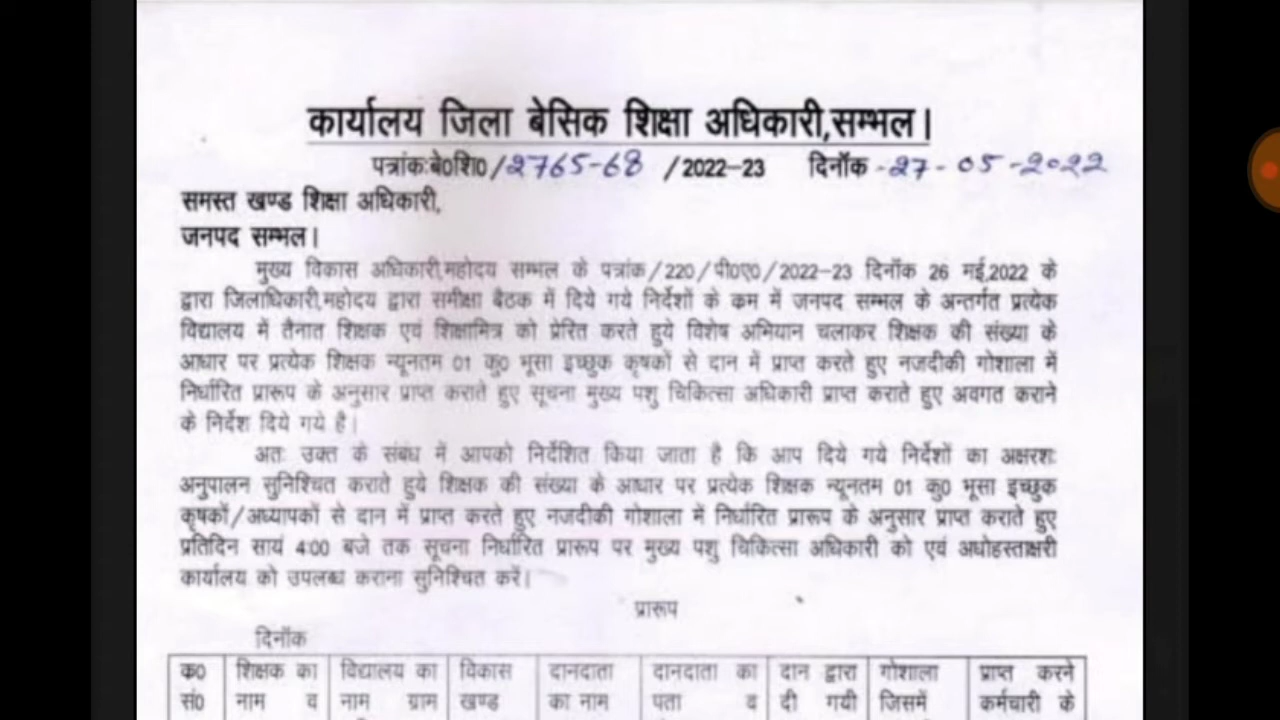 कार्यालय जिला बेसिक शिक्षा अधिकारी,सम्भल।
पत्रांक:बे0शि0/2765-68 /2022-23 दिनॉक -27-05-2022
समस्त खण्ड शिक्षा अधिकारी,
जनपद सम्भल।
मुख्य विकास अधिकारी,महोदय सम्भल के पत्रांक/220/पी0ए0/2022-23 दिनॉक 26 मई,2022 के
द्वारा जिलाधिकारी,महोदय द्वारा समीक्षा बैठक में दिये गये निर्देशों के कम में जनपद सम्भल के अन्तर्गत प्रत्येक
विद्यालय में तैनात शिक्षक एवं शिक्षामित्र को प्रेरित करते हुये विशेष अभियान चलाकर शिक्षक की संख्या के
आधार पर प्रत्येक शिक्षक न्यूनतम 01 कु0 भूसा इच्छुक कृषकों से दान में प्राप्त करते हुए नजदीकी गोशाला में
निर्धारित प्रारूप के अनुसार प्राप्त कराते हुए सूचना मुख्य पशु चिकित्सा अधिकारी प्राप्त कराते हुए अवगत कराने
के निर्देश दिये गये है।
अतः उक्त के संबंध में आपको निर्देशित किया जाता है कि आप दिये गये निर्देशों का अक्षरशः
अनुपालन सुनिश्चित कराते हुये शिक्षक की संख्या के आधार पर प्रत्येक शिक्षक न्यूनतम 01 कु0 भूसा इच्छुक
कृषकों/अध्यापकों से दान में प्राप्त करते हुए नजदीकी गोशाला में निर्धारित प्रारूप के अनुसार प्राप्त कराते हुए
प्रतिदिन सायं 4:00 बजे तक सूचना निर्धारित प्रारूप पर मुख्य पशु चिकित्सा अधिकारी को एवं अधोहस्ताक्षरी
कार्यालय को उपलब्ध कराना सुनिश्चित करें।
प्रारूप
दिनॉक
क0 शिक्षक का विद्यालय का विकास दानदाता दानदाता का दान द्वारा गोशाला प्राप्त करने
सं0 नाम व नाम ग्राम खण्ड का नाम पता व दी गयी जिसमें कर्मचारी के